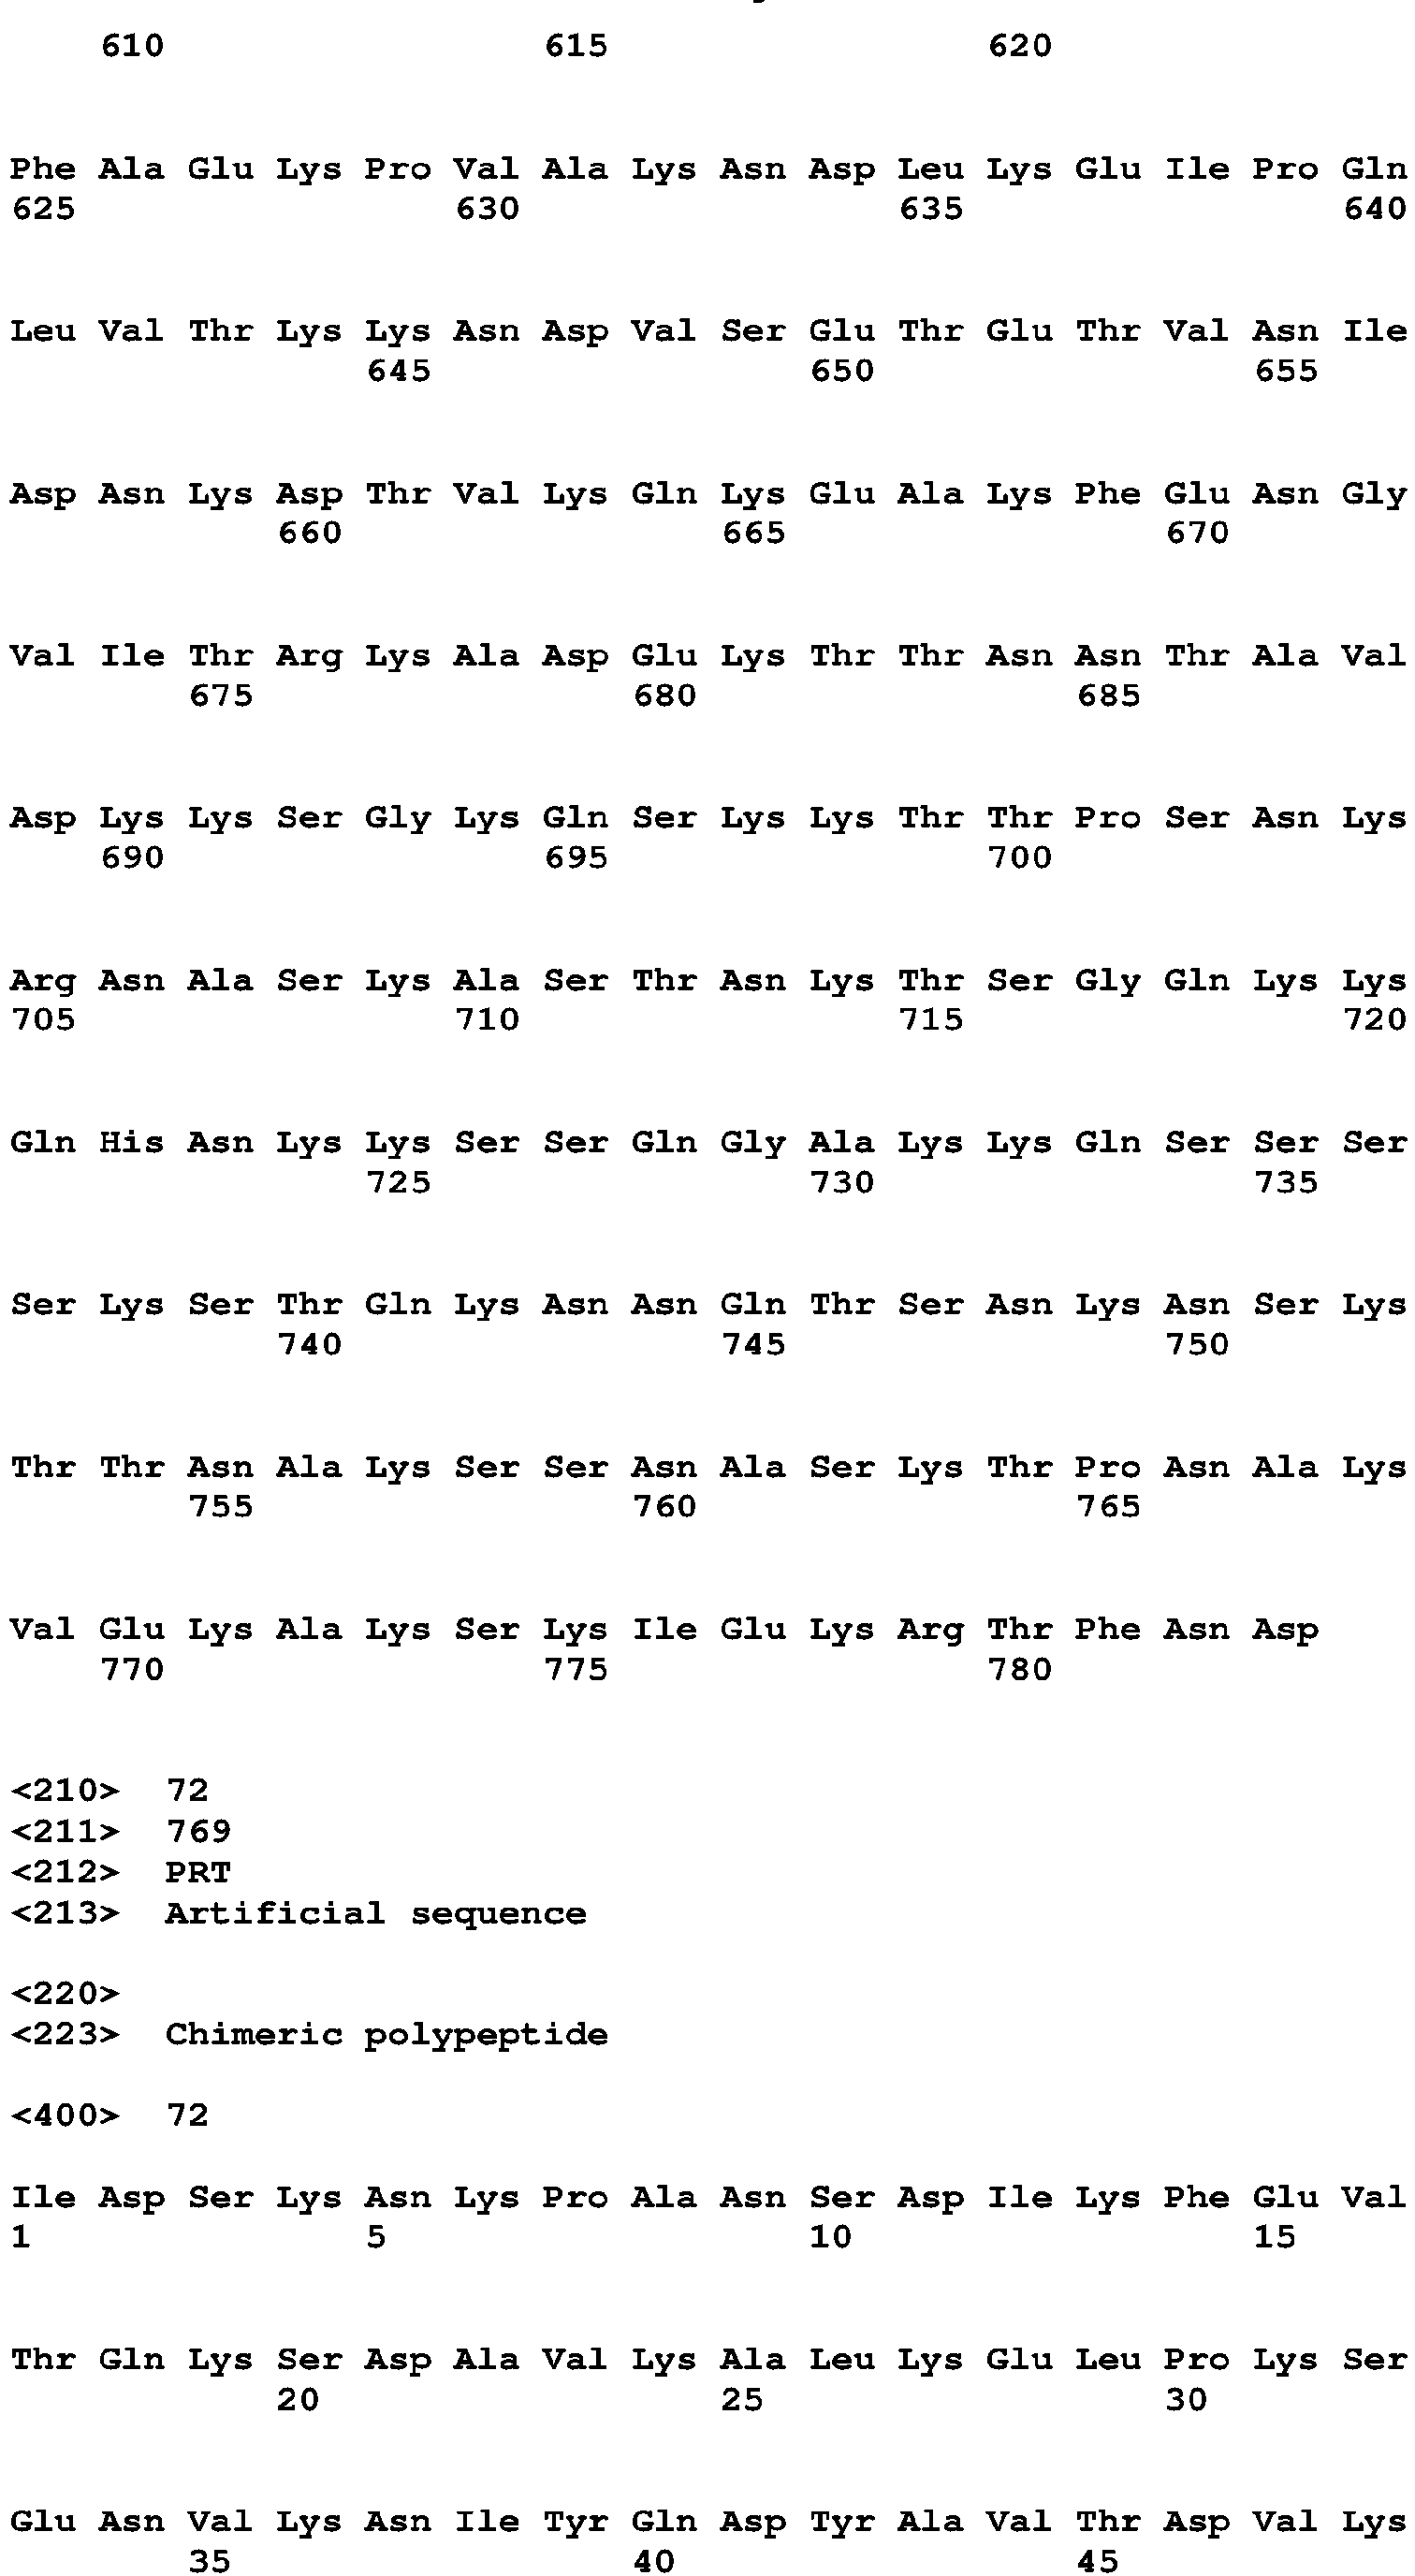 610 615 620
Phe Ala Glu Lys Pro Val Ala Lys Asn Asp Leu Lys Glu Ile Pro Gln
625 630 635 640
Leu Val Thr Lys Lys Asn Asp Val Ser Glu Thr Glu Thr Val Asn Ile
645 650 655
Asp Asn Lys Asp Thr Val Lys Gln Lys Glu Ala Lys Phe Glu Asn Gly
660 665 670
Val Ile Thr Arg Lys Ala Asp Glu Lys Thr Thr Asn Asn Thr Ala Val
675 680 685
Asp Lys Lys Ser Gly Lys Gln Ser Lys Lys Thr Thr Pro Ser Asn Lys
690 695 700
Arg Asn Ala Ser Lys Ala Ser Thr Asn Lys Thr Ser Gly Gln Lys Lys
705 710 715 720
Gln His Asn Lys Lys Ser Ser Gln Gly Ala Lys Lys Gln Ser Ser Ser
725 730 735
Ser Lys Ser Thr Gln Lys Asn Asn Gln Thr Ser Asn Lys Asn Ser Lys
740 745 750
Thr Thr Asn Ala Lys Ser Ser Asn Ala Ser Lys Thr Pro Asn Ala Lys
755 760 765
Val Glu Lys Ala Lys Ser Lys Ile Glu Lys Arg Thr Phe Asn Asp
770 775 780
<210> 72
<211> 769
<212> PRT
<213> Artificial sequence
<220>
<223> Chimeric polypeptide
<400> 72
Ile Asp Ser Lys Asn Lys Pro Ala Asn Ser Asp Ile Lys Phe Glu Val
1 5 10 15
Thr Gln Lys Ser Asp Ala Val Lys Ala Leu Lys Glu Leu Pro Lys Ser
20 25 30
Glu Asn Val Lys Asn Ile Tyr Gln Asp Tyr Ala Val Thr Asp Val Lys
35 40 45